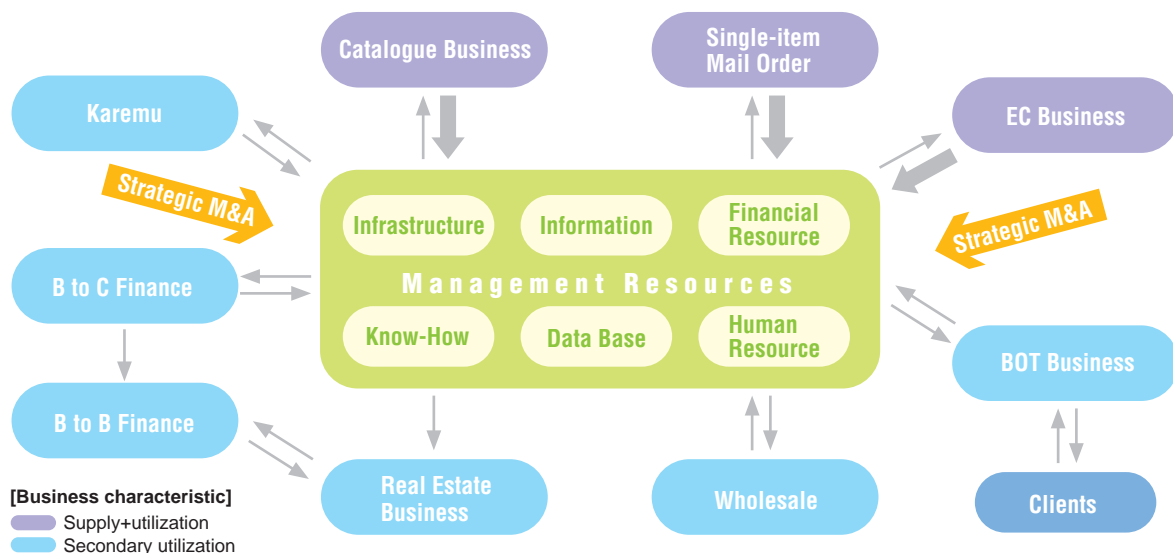 Catalogue Business
Single-item
Mail Order
Karemu
EC Business
Strategic M&A
Strategic M&A
Infrastructure
Information
Financial
Resource
B to C Finance
Management Resources
Know-How
Data Base
Human
Resource
BOT Business
B to B Finance
Real Estate
Business
Wholesale
Clients
[Business characteristic]
Supply+utilization
Secondary utilization